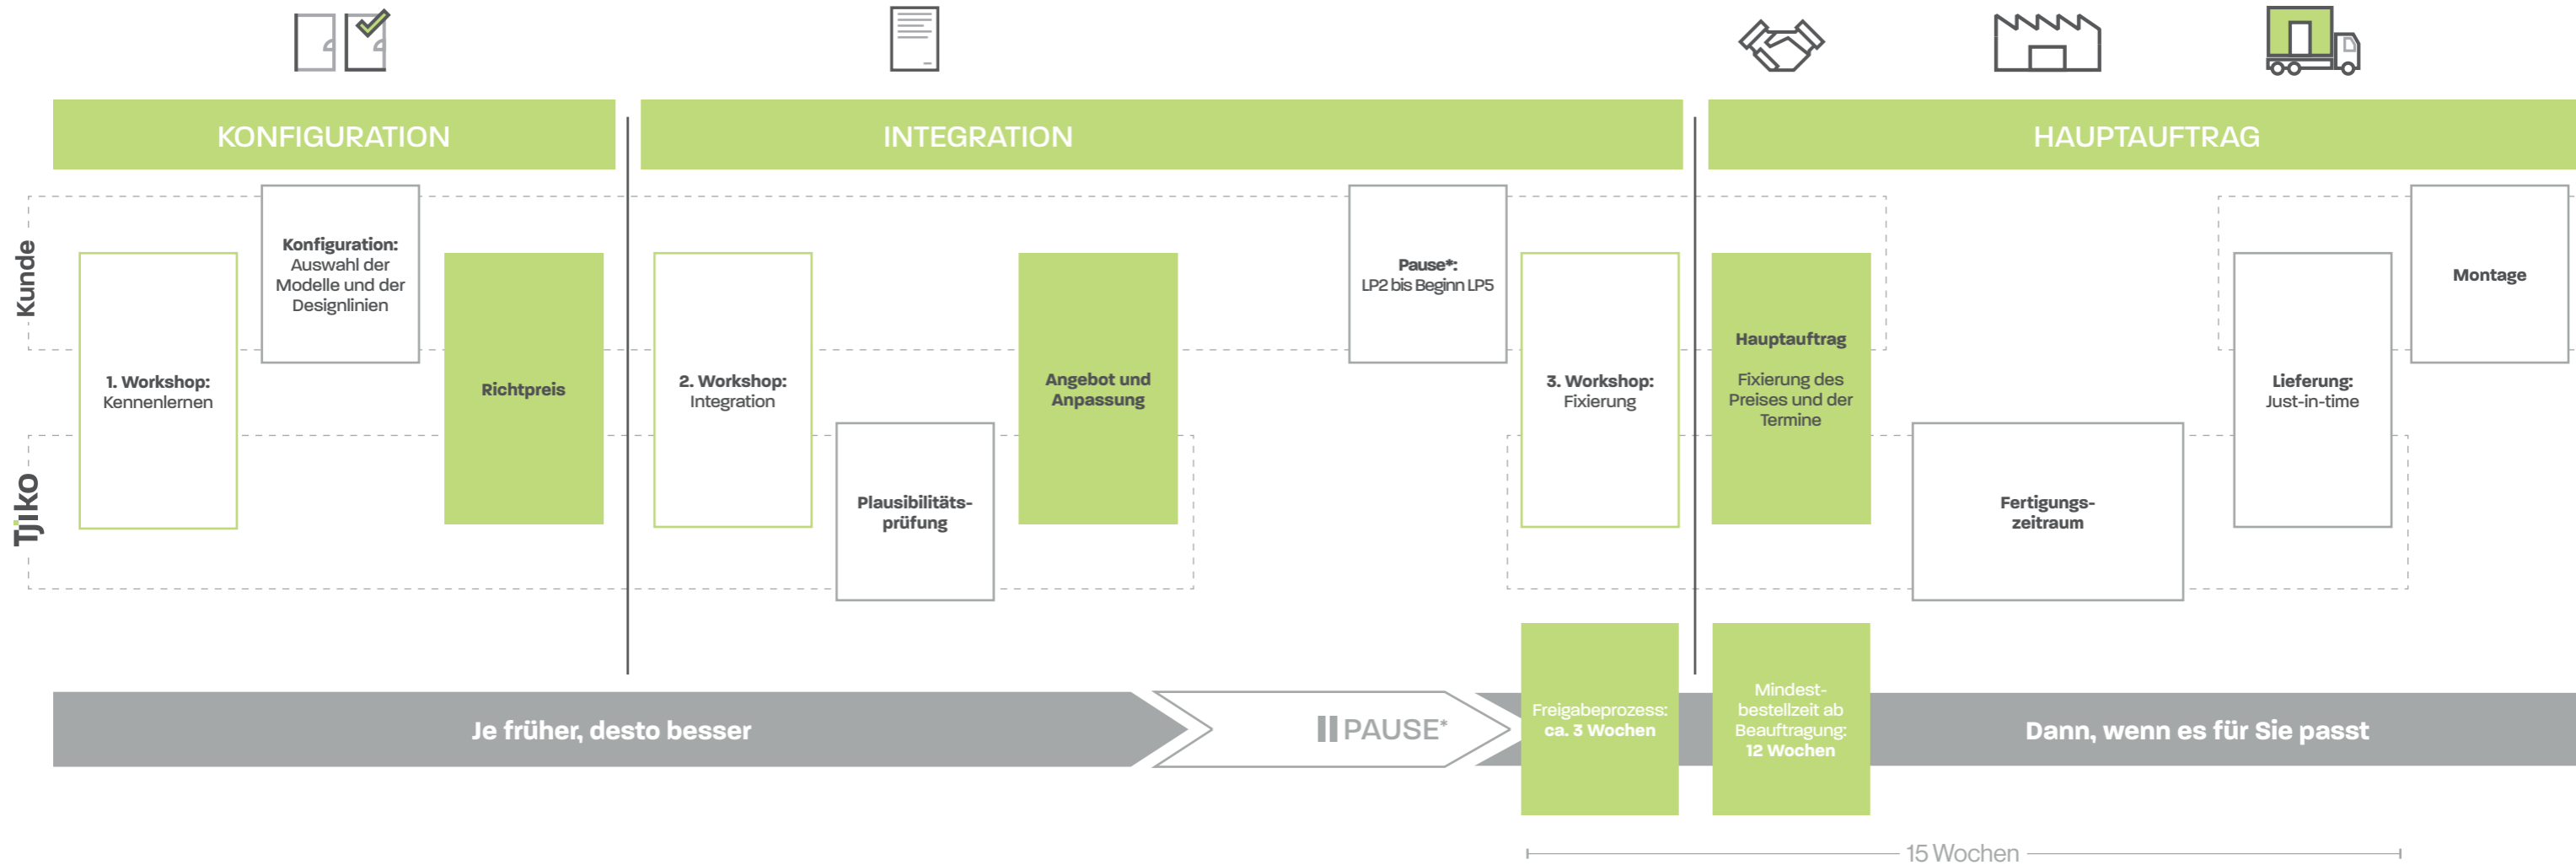 KONFIGURATION
INTEGRATION
HAUPTAUFTRAG
Kunde
Tjiko
1. Workshop:
Kennenlernen
Konfiguration:
Auswahl der
Modelle und der
Designlinien
Richtpreis
2. Workshop:
Integration
Plausibilitäts-
prüfung
Angebot und
Anpassung
Pause*:
LP2 bis Beginn LP5
3. Workshop:
Fixierung
Hauptauftrag
Fixierung des
Preises und der
Termine
Fertigungs-
zeitraum
Lieferung:
Just-in-time
Montage
Je früher, desto besser
PAUSE*
Freigabeprozess:
ca. 3 Wochen
Mindest-
bestellzeit ab
Beauftragung:
12 Wochen
Dann, wenn es für Sie passt
15 Wochen